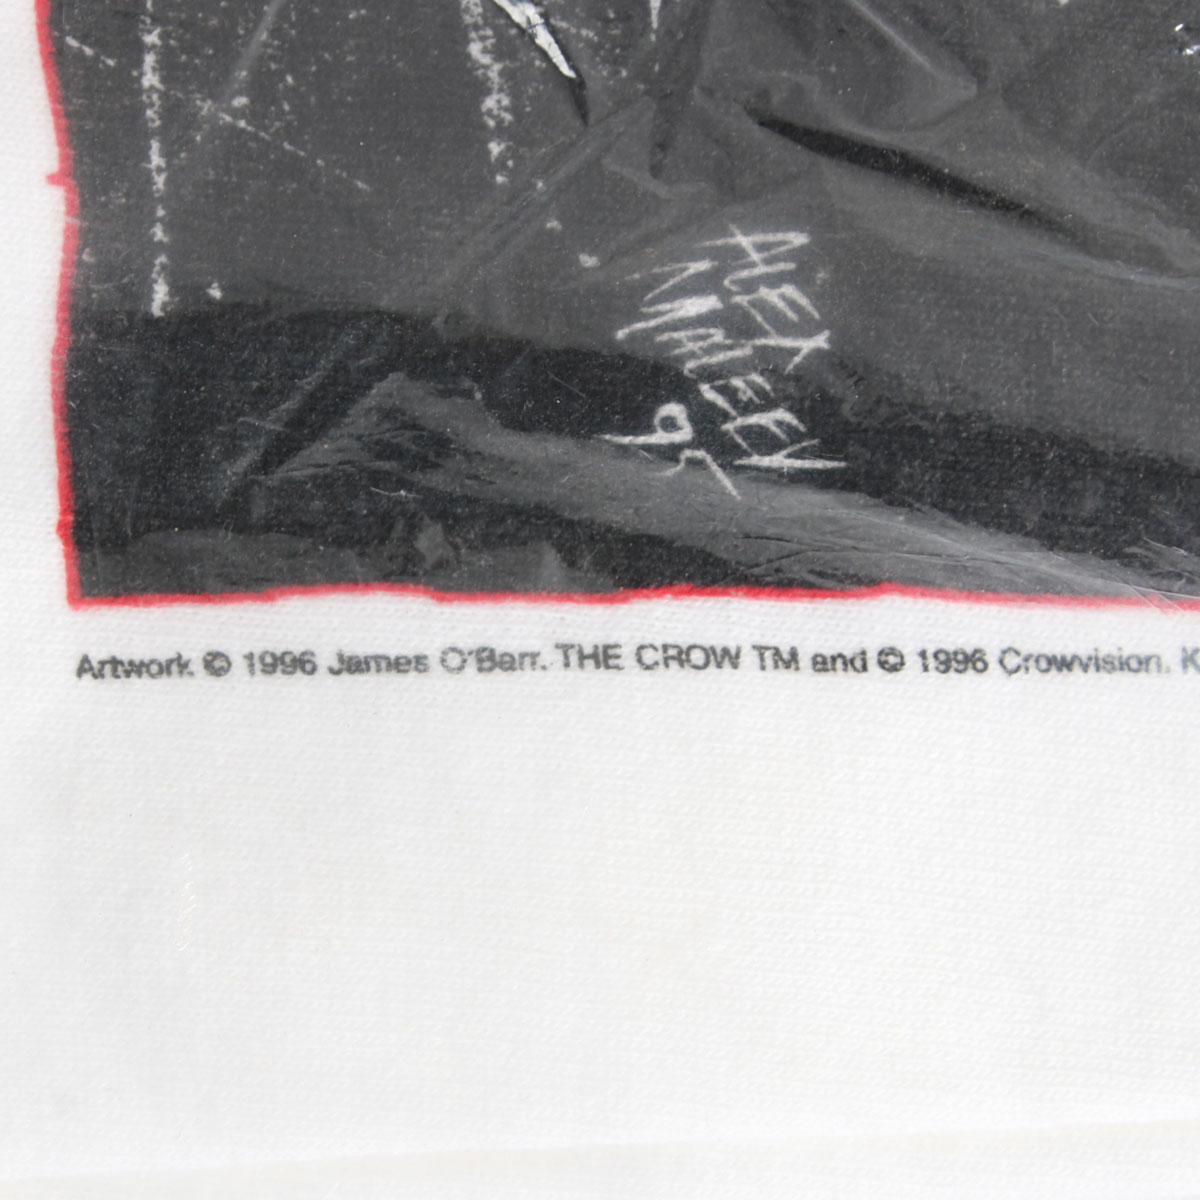 ALEX
MALEEV
95
Artwork © 1996 James O'Barr. THE CROW TM and © 1996 Crowvision. K